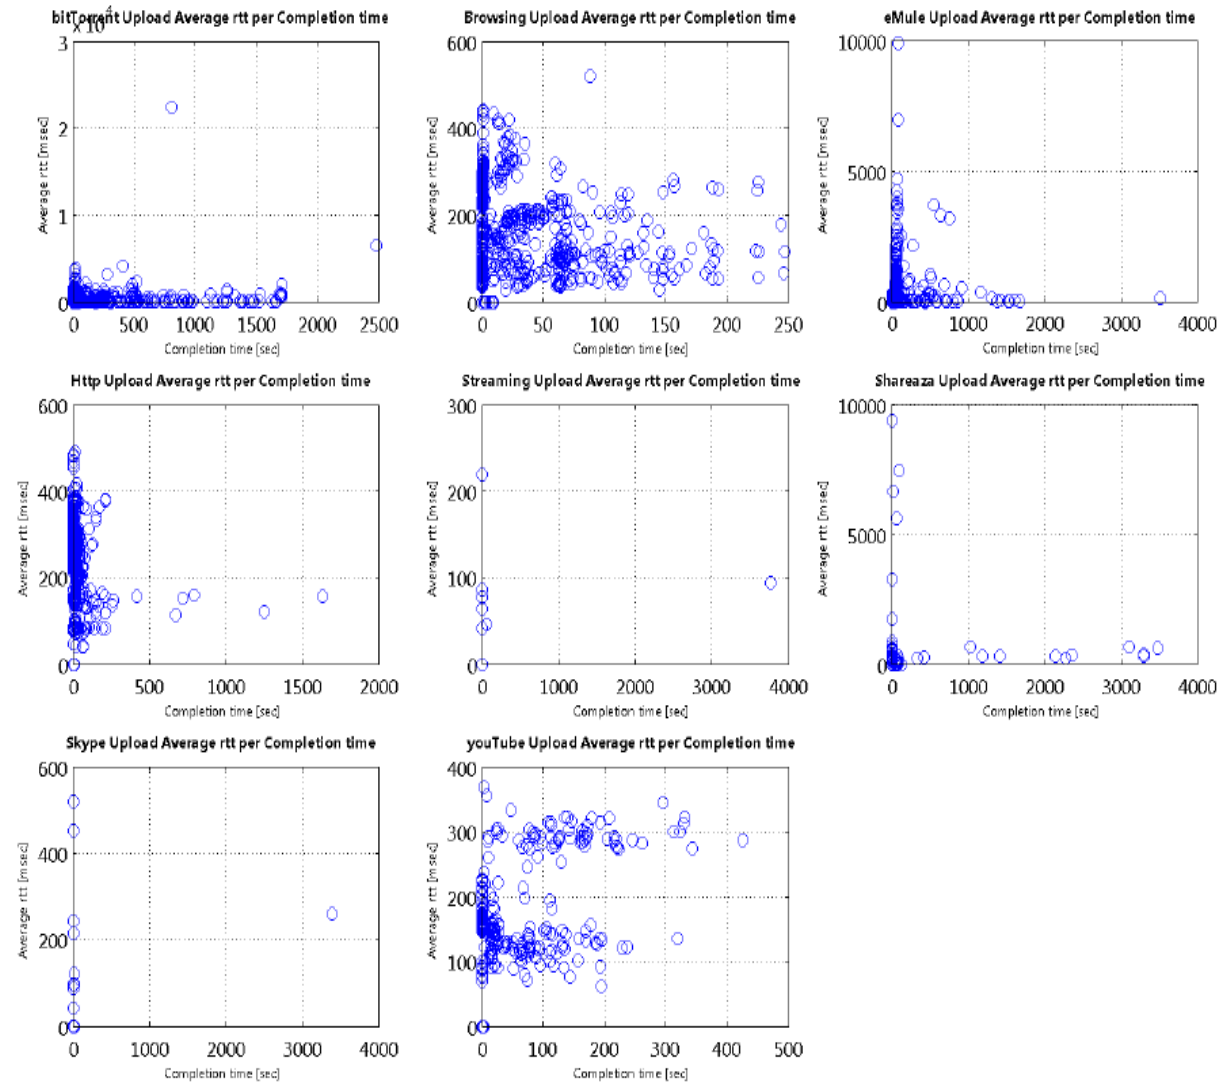 bitTorrent Upload Average rtt per Completion time
x 10^4
3
2
1
0
0 500 1000 1500 2000 2500
Average rtt [msec]
Completion time [sec]
Browsing Upload Average rtt per Completion time
600
400
200
0
0 50 100 150 200 250
Average rtt [msec]
Completion time [sec]
eMule Upload Average rtt per Completion time
10000
5000
0
0 1000 2000 3000 4000
Average rtt [msec]
Completion time [sec]
Http Upload Average rtt per Completion time
600
400
200
0
0 500 1000 1500 2000
Average rtt [msec]
Completion time [sec]
Streaming Upload Average rtt per Completion time
300
200
100
0
0 1000 2000 3000 4000
Average rtt [msec]
Completion time [sec]
Shareaza Upload Average rtt per Completion time
10000
5000
0
0 1000 2000 3000 4000
Average rtt [msec]
Completion time [sec]
Skype Upload Average rtt per Completion time
600
400
200
0
0 1000 2000 3000 4000
Average rtt [msec]
Completion time [sec]
youTube Upload Average rtt per Completion time
400
300
200
100
0
0 100 200 300 400 500
Average rtt [msec]
Completion time [sec]